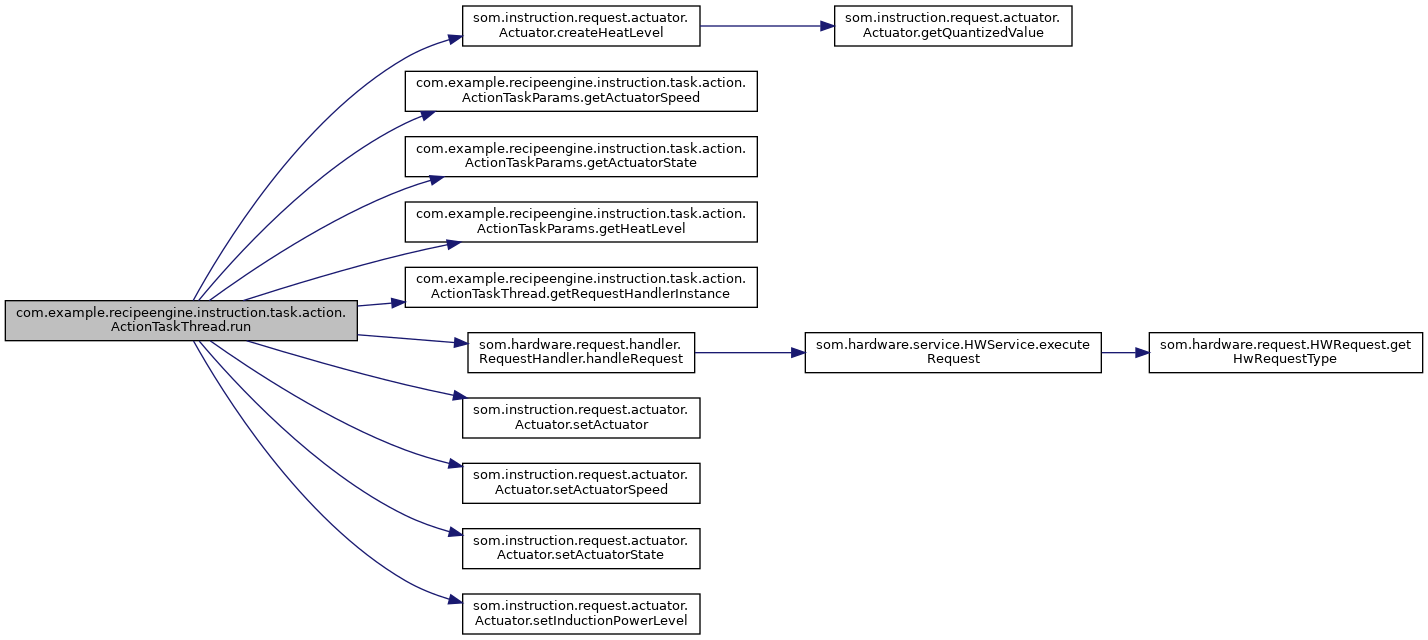 som.instruction.request.actuator.
Actuator.createHeatLevel
som.instruction.request.actuator.
Actuator.getQuantizedValue
com.example.recipeengine.instruction.task.action.
ActionTaskParams.getActuatorSpeed
com.example.recipeengine.instruction.task.action.
ActionTaskParams.getActuatorState
com.example.recipeengine.instruction.task.action.
ActionTaskParams.getHeatLevel
com.example.recipeengine.instruction.task.action.
ActionTaskThread.getRequestHandlerInstance
com.example.recipeengine.instruction.task.action.
ActionTaskThread.run
som.hardware.request.handler.
RequestHandler.handleRequest
som.hardware.service.HWService.execute
Request
som.hardware.request.HWRequest.get
HwRequestType
som.instruction.request.actuator.
Actuator.setActuator
som.instruction.request.actuator.
Actuator.setActuatorSpeed
som.instruction.request.actuator.
Actuator.setActuatorState
som.instruction.request.actuator.
Actuator.setInductionPowerLevel